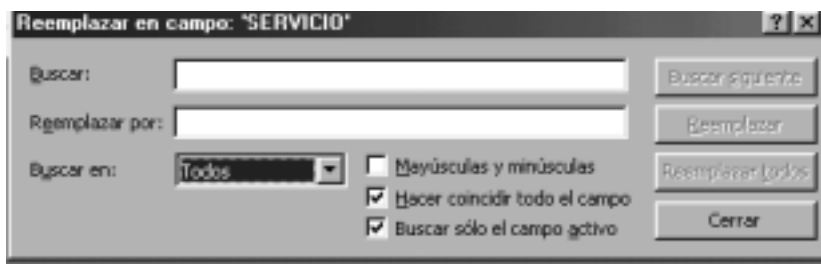 Reemplazar en campo: 'SERVICIO'
Buscar:
Buscar siguiente
Reemplazar por:
Reemplazar
Buscar en:
Todos
Mayúsculas y minúsculas
Reemplazar todos
Hacer coincidir todo el campo
Buscar sólo el campo activo
Cerrar